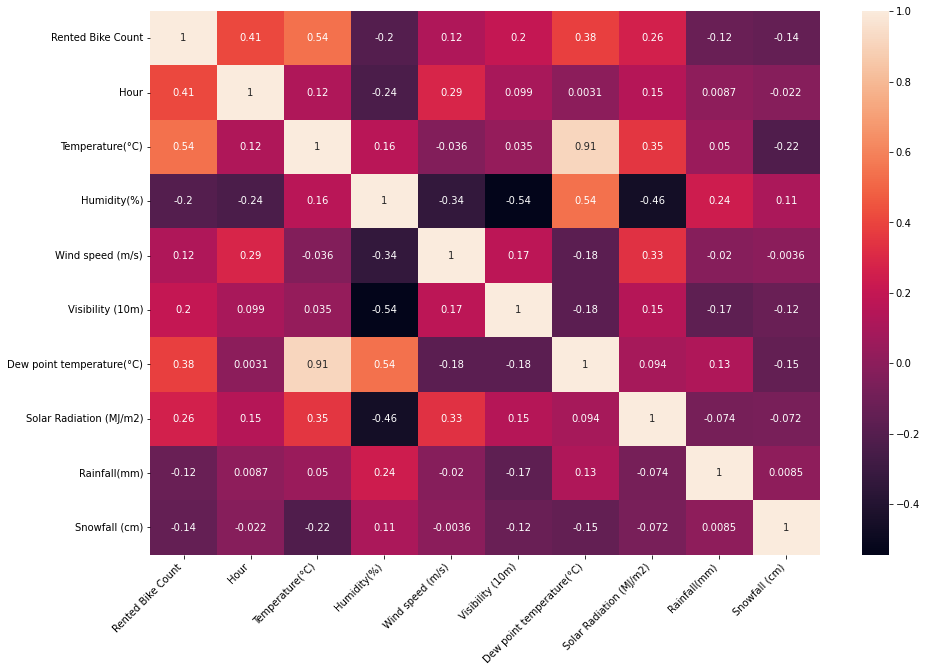 Rented Bike Count 1 0.41 0.54 -0.2 0.12 0.2 0.38 0.26 -0.12 -0.14
Hour 0.41 1 0.12 -0.24 0.29 0.099 0.0031 0.15 0.0087 -0.022
Temperature(°C) 0.54 0.12 1 0.16 -0.036 0.035 0.91 0.35 0.05 -0.22
Humidity(%) -0.2 -0.24 0.16 1 -0.34 -0.54 0.54 -0.46 0.24 0.11
Wind speed (m/s) 0.12 0.29 -0.036 -0.34 1 0.17 -0.18 0.33 -0.02 -0.0036
Visibility (10m) 0.2 0.099 0.035 -0.54 0.17 1 -0.18 0.15 -0.17 -0.12
Dew point temperature(°C) 0.38 0.0031 0.91 0.54 -0.18 -0.18 1 0.094 0.13 -0.15
Solar Radiation (MJ/m2) 0.26 0.15 0.35 -0.46 0.33 0.15 0.094 1 -0.074 -0.072
Rainfall(mm) -0.12 0.0087 0.05 0.24 -0.02 -0.17 0.13 -0.074 1 0.0085
Snowfall (cm) -0.14 -0.022 -0.22 0.11 -0.0036 -0.12 -0.15 -0.072 0.0085 1
Rented Bike Count
Hour
Temperature(°C)
Humidity(%)
Wind speed (m/s)
Visibility (10m)
Dew point temperature(°C)
Solar Radiation (MJ/m2)
Rainfall(mm)
Snowfall (cm)
1.0
0.8
0.6
0.4
0.2
0.0
−0.2
−0.4